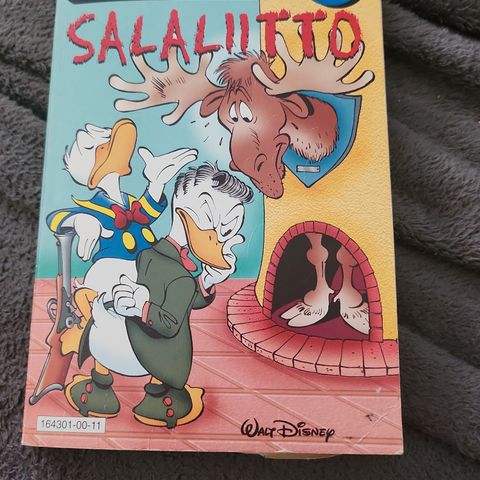 SALALIITTO
164301-00-11
WALT DISNEY